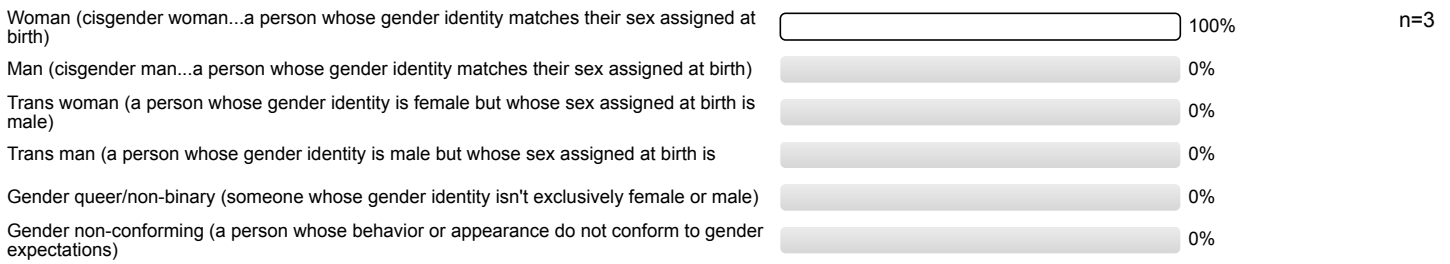 Woman (cisgender woman...a person whose gender identity matches their sex assigned at
birth)
100%
n=3
Man (cisgender man...a person whose gender identity matches their sex assigned at birth)
0%
Trans woman (a person whose gender identity is female but whose sex assigned at birth is
male)
0%
Trans man (a person whose gender identity is male but whose sex assigned at birth is
0%
Gender queer/non-binary (someone whose gender identity isn't exclusively female or male)
0%
Gender non-conforming (a person whose behavior or appearance do not conform to gender
expectations)
0%